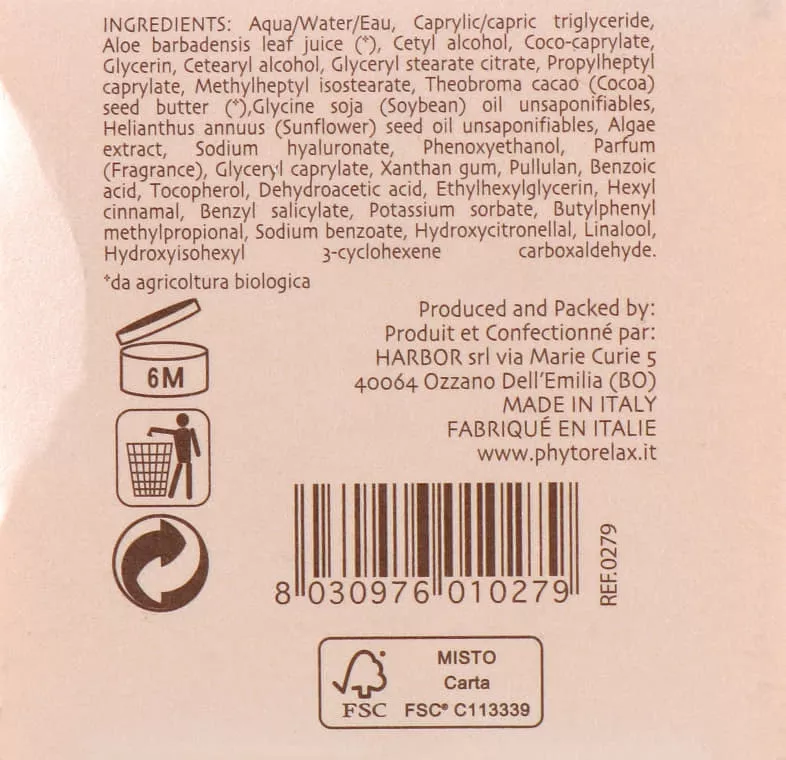 INGREDIENTS: Aqua/Water/Eau, Caprylic/capric triglyceride,
Aloe barbadensis leaf juice (*), Cetyl alcohol, Coco-caprylate,
Glycerin, Cetearyl alcohol, Glyceryl stearate citrate, Propylheptyl
caprylate, Methylheptyl isostearate, Theobroma cacao (Cocoa)
seed butter (*),Glycine soja (Soybean) oil unsaponifiables,
Helianthus annuus (Sunflower) seed oil unsaponifiables, Algae
extract, Sodium hyaluronate, Phenoxyethanol, Parfum
(Fragrance), Glyceryl caprylate, Xanthan gum, Pullulan, Benzoic
acid, Tocopherol, Dehydroacetic acid, Ethylhexylglycerin, Hexyl
cinnamal, Benzyl salicylate, Potassium sorbate, Butylphenyl
methylpropional, Sodium benzoate, Hydroxycitronellal, Linalool,
Hydroxyisohexyl 3-cyclohexene carboxaldehyde.
*da agricoltura biologica
6M
Produced and Packed by:
Produit et Confectionné par:
HARBOR srl via Marie Curie 5
40064 Ozzano Dell'Emilia (BO)
MADE IN ITALY
FABRIQUÉ EN ITALIE
www.phytorelax.it
8 030976 010279
REF.0279
MISTO
Carta
FSC FSC® C113339